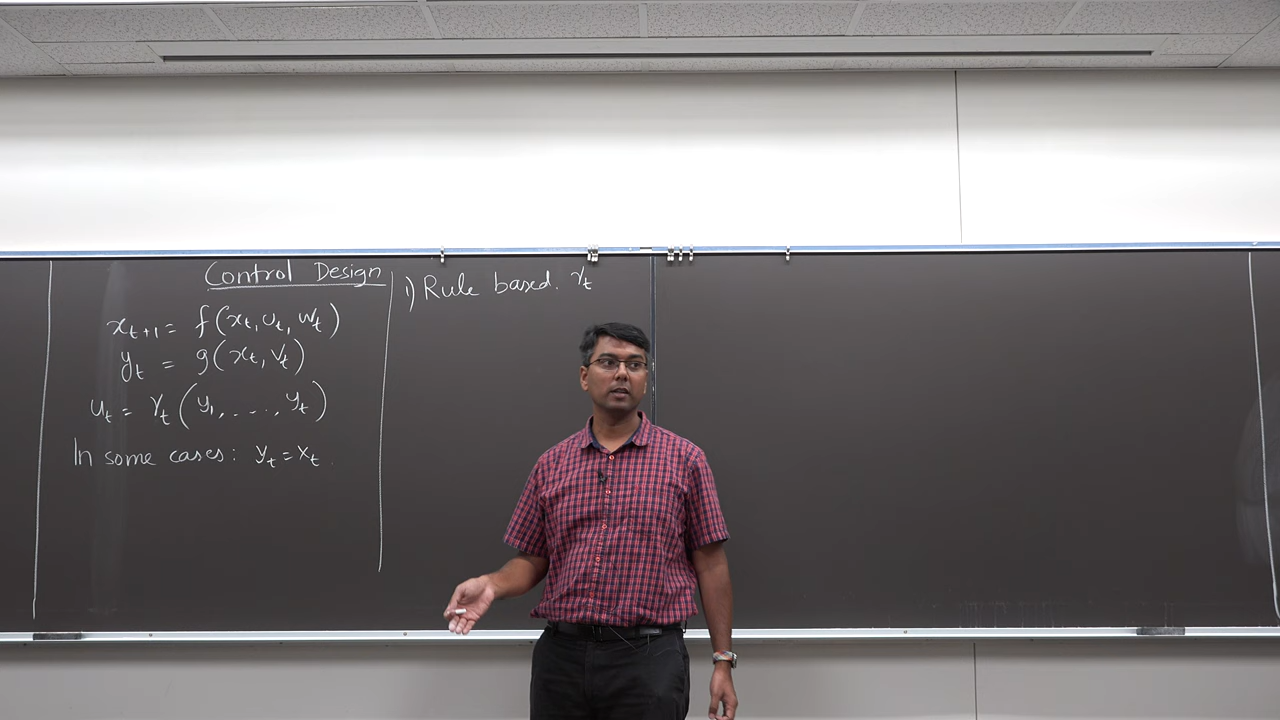 Control Design
x_{t+1} = f(x_t, u_t, w_t)
y_t = g(x_t, v_t)
u_t = γ_t(y_1, ...., y_t)
In some cases: y_t = x_t.
1) Rule based. γ_t